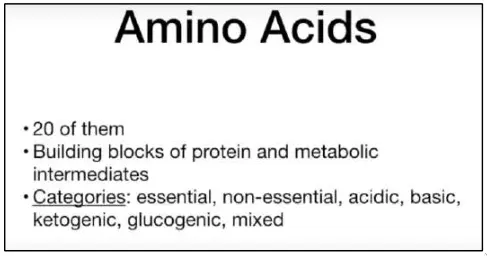 Amino Acids
• 20 of them
• Building blocks of protein and metabolic
intermediates
• Categories: essential, non-essential, acidic, basic,
ketogenic, glucogenic, mixed